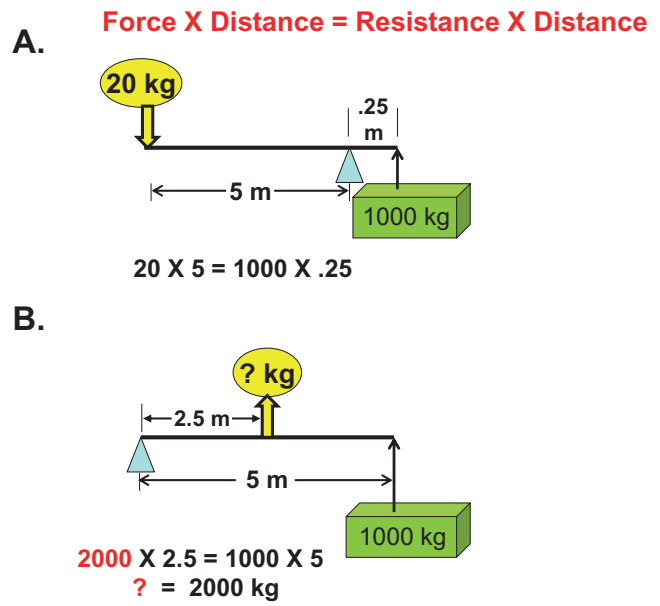 Force X Distance = Resistance X Distance
A.
20 kg
.25
m
5 m
1000 kg
20 X 5 = 1000 X .25
B.
? kg
2.5 m
5 m
1000 kg
2000 X 2.5 = 1000 X 5
? = 2000 kg